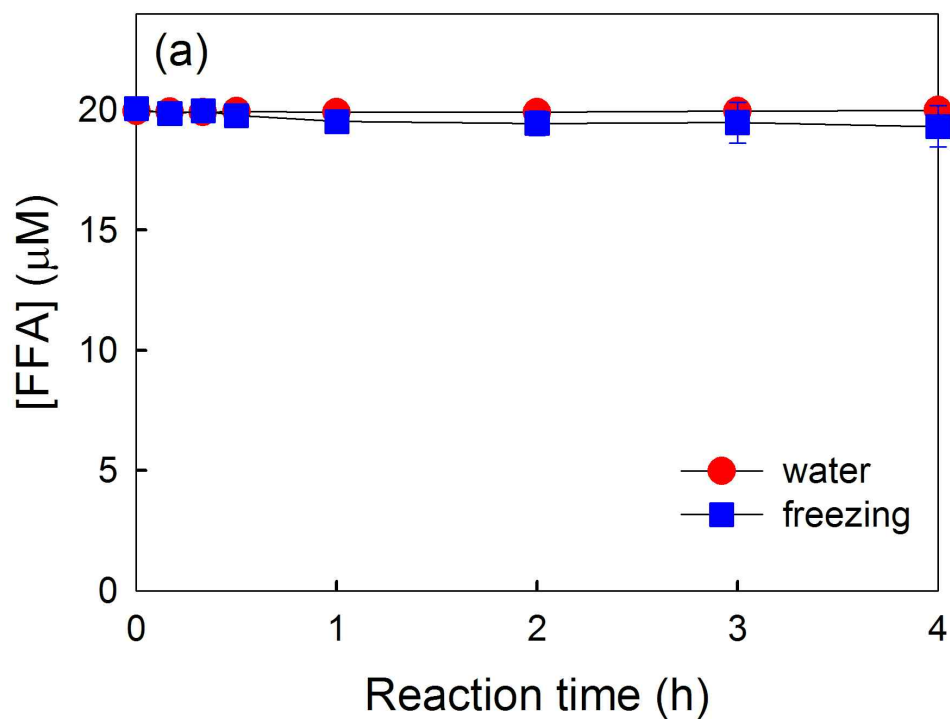 (a)
[FFA] (μM)
20
15
10
5
0
water
freezing
0 1 2 3 4
Reaction time (h)